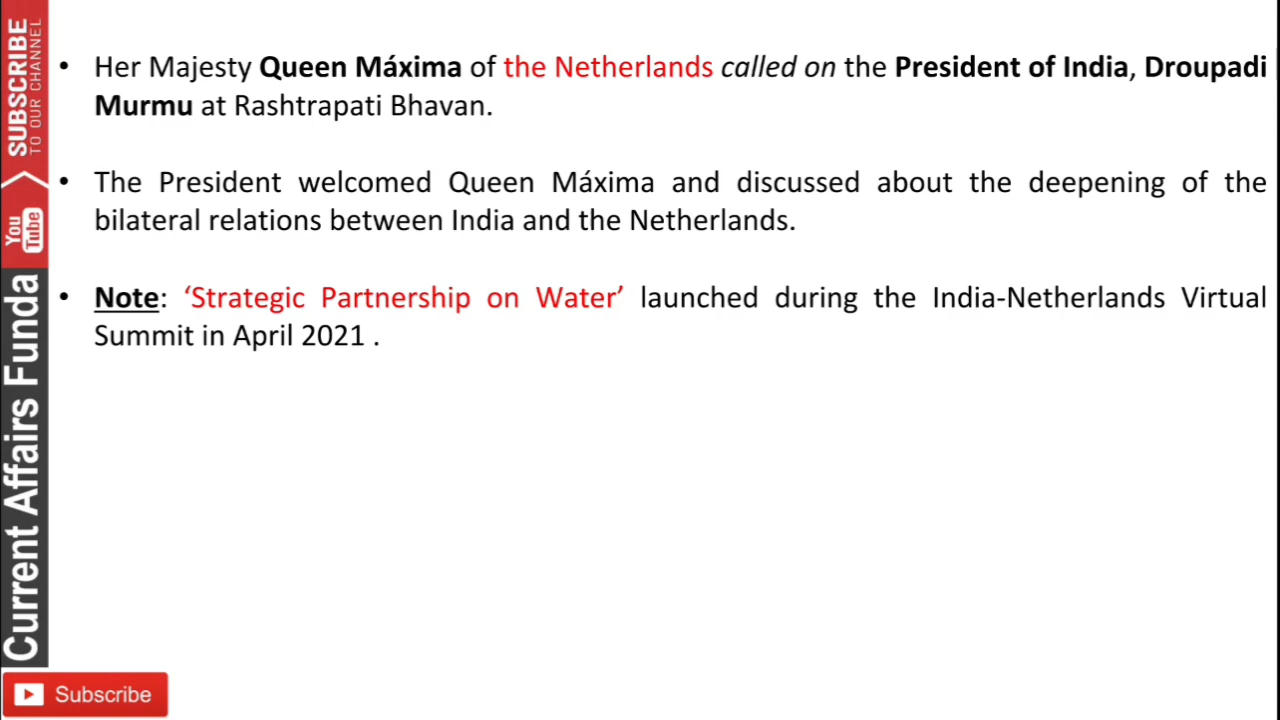 • Her Majesty Queen Máxima of the Netherlands called on the President of India, Droupadi
Murmu at Rashtrapati Bhavan.
• The President welcomed Queen Máxima and discussed about the deepening of the
bilateral relations between India and the Netherlands.
• Note: ‘Strategic Partnership on Water’ launched during the India-Netherlands Virtual
Summit in April 2021 .
SUBSCRIBE
TO OUR CHANNEL
You
Tube
Current Affairs Funda
Subscribe